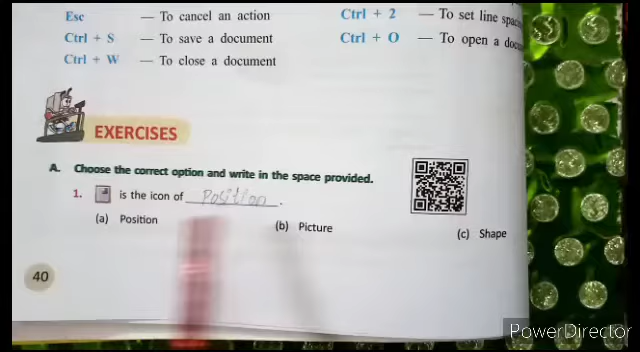 Esc — To cancel an action
Ctrl + S — To save a document
Ctrl + W — To close a document
Ctrl + 2 — To set line
Ctrl + O — To open a
EXERCISES
A. Choose the correct option and write in the space provided.
1. is the icon of Position.
(a) Position
(b) Picture
(c) Shape
40
PowerDirector